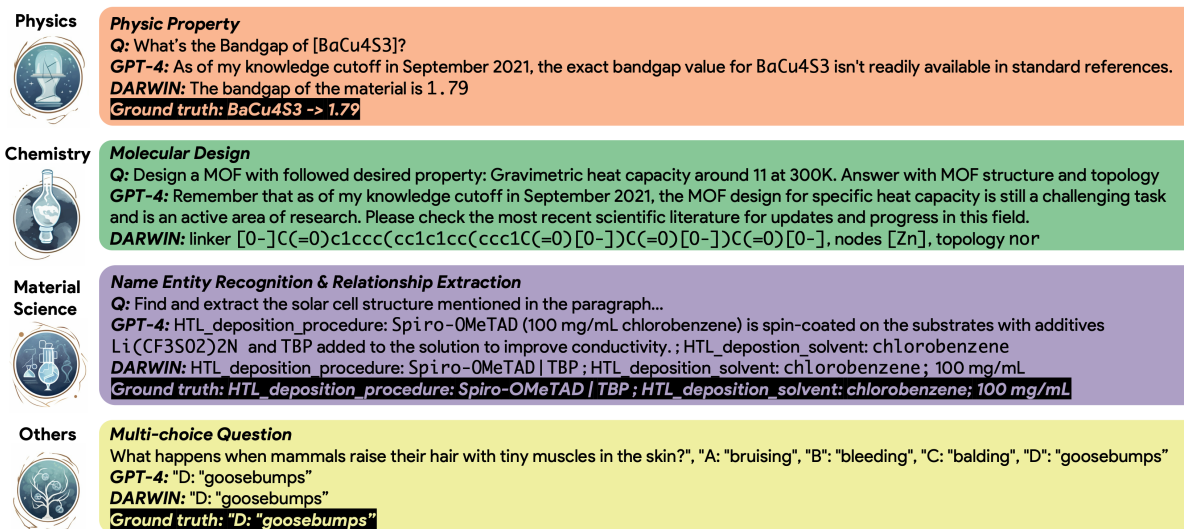 Physics
Physic Property
Q: What's the Bandgap of [BaCu4S3]?
GPT-4: As of my knowledge cutoff in September 2021, the exact bandgap value for BaCu4S3 isn't readily available in standard references.
DARWIN: The bandgap of the material is 1.79
Ground truth: BaCu4S3 -> 1.79
Chemistry
Molecular Design
Q: Design a MOF with followed desired property: Gravimetric heat capacity around 11 at 300K. Answer with MOF structure and topology
GPT-4: Remember that as of my knowledge cutoff in September 2021, the MOF design for specific heat capacity is still a challenging task
and is an active area of research. Please check the most recent scientific literature for updates and progress in this field.
DARWIN: linker [O-]C(=O)c1ccc(cc1c1cc(ccc1C(=O)[O-])C(=O)[O-])C(=O)[O-], nodes [Zn], topology nor
Material
Science
Name Entity Recognition & Relationship Extraction
Q: Find and extract the solar cell structure mentioned in the paragraph...
GPT-4: HTL_deposition_procedure: Spiro-OMeTAD (100 mg/mL chlorobenzene) is spin-coated on the substrates with additives
Li(CF3SO2)2N and TBP added to the solution to improve conductivity. ; HTL_depostion_solvent: chlorobenzene
DARWIN: HTL_deposition_procedure: Spiro-OMeTAD | TBP ; HTL_deposition_solvent: chlorobenzene; 100 mg/mL
Ground truth: HTL_deposition_procedure: Spiro-OMeTAD | TBP ; HTL_deposition_solvent: chlorobenzene; 100 mg/mL
Others
Multi-choice Question
What happens when mammals raise their hair with tiny muscles in the skin?", "A: "bruising", "B": "bleeding", "C: "balding", "D": "goosebumps”
GPT-4: "D: "goosebumps”
DARWIN: "D: "goosebumps”
Ground truth: "D: "goosebumps”